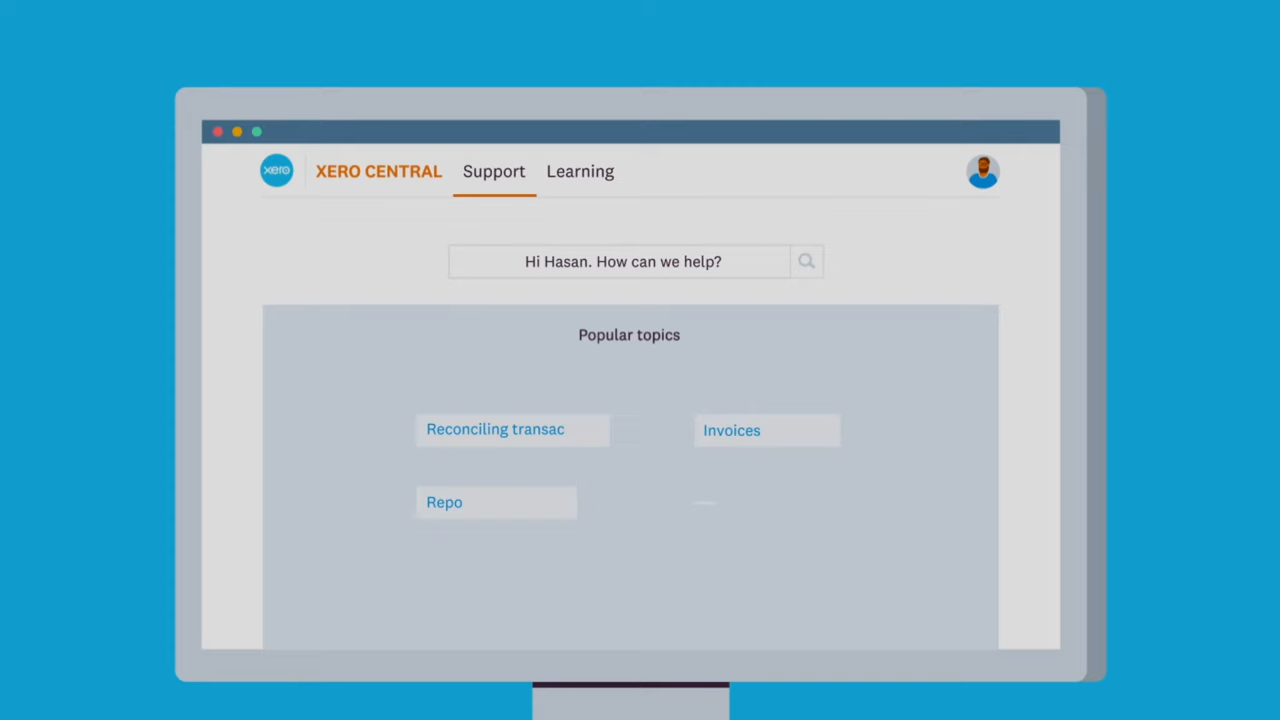 xero
XERO CENTRAL
Support
Learning
Hi Hasan. How can we help?
Popular topics
Reconciling transac
Invoices
Repo